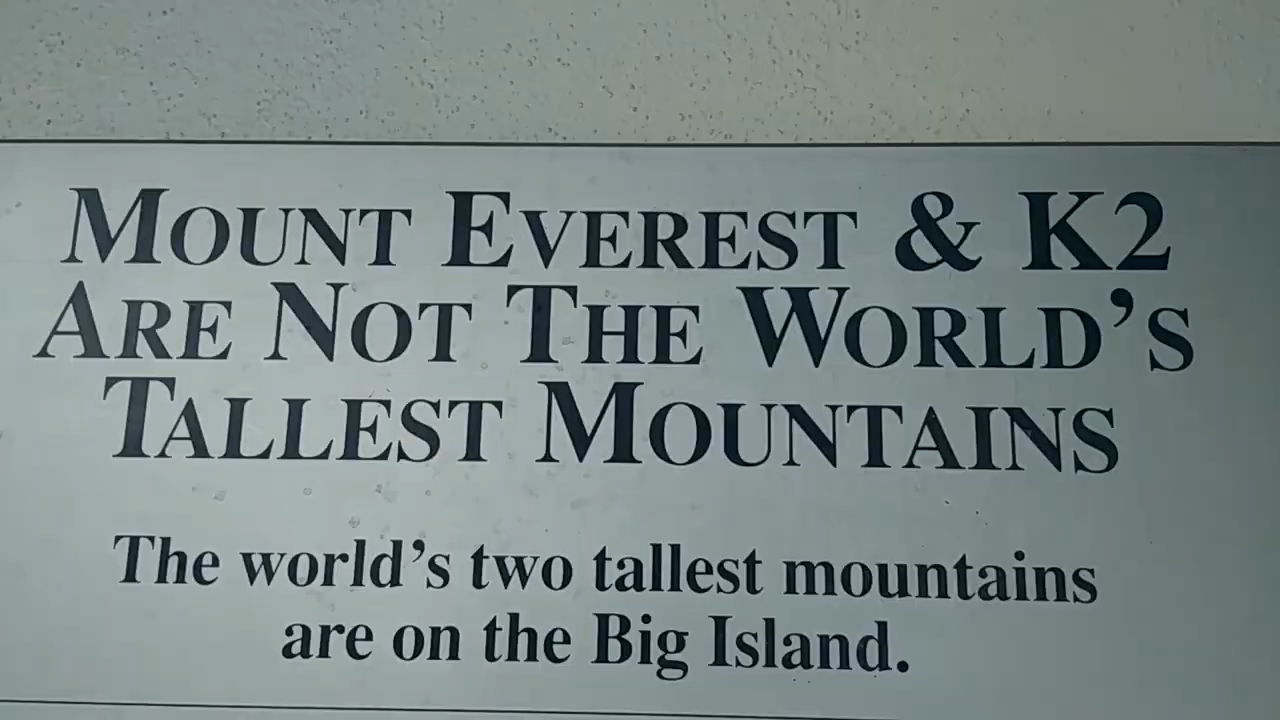 MOUNT EVEREST & K2
ARE NOT THE WORLD’S
TALLEST MOUNTAINS
The world’s two tallest mountains
are on the Big Island.